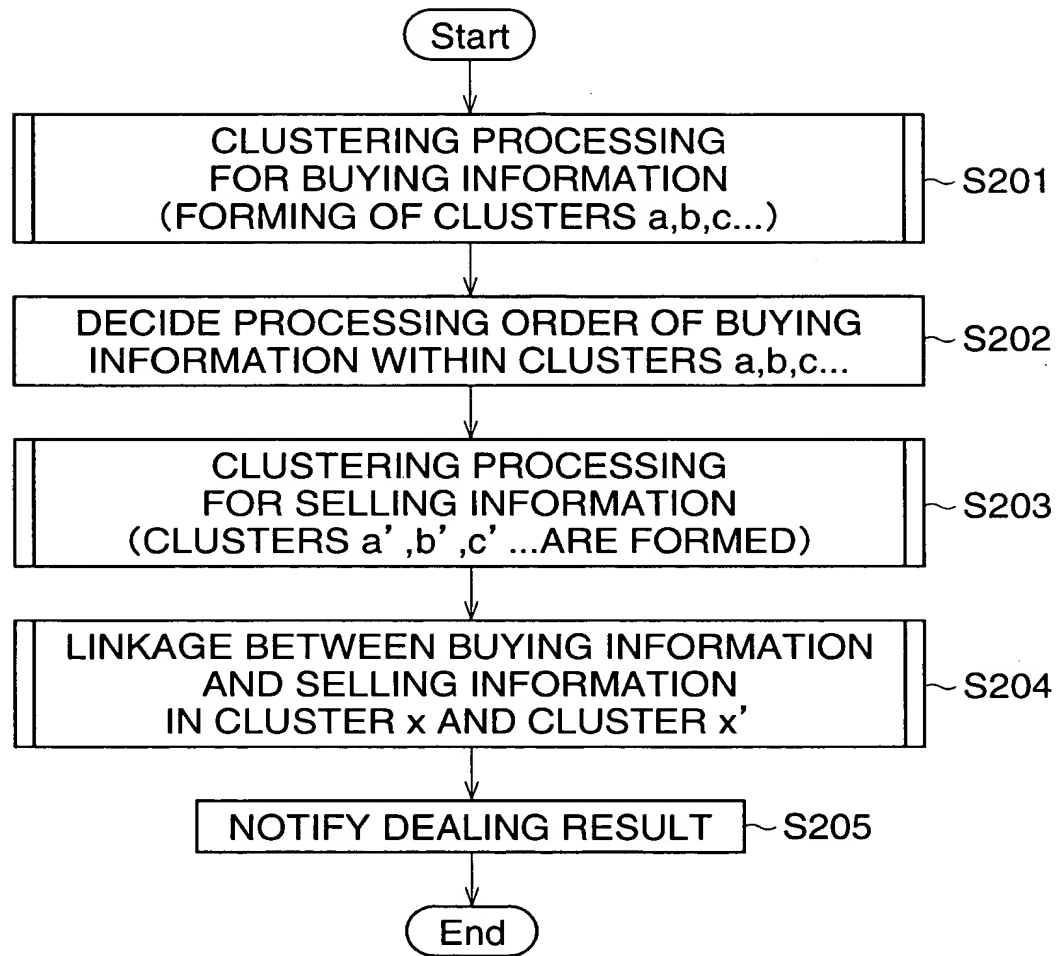 Start
CLUSTERING PROCESSING
FOR BUYING INFORMATION
(FORMING OF CLUSTERS a,b,c...)
S201
DECIDE PROCESSING ORDER OF BUYING
INFORMATION WITHIN CLUSTERS a,b,c...
S202
CLUSTERING PROCESSING
FOR SELLING INFORMATION
(CLUSTERS a' ,b' ,c' ...ARE FORMED)
S203
LINKAGE BETWEEN BUYING INFORMATION
AND SELLING INFORMATION
IN CLUSTER x AND CLUSTER x'
S204
NOTIFY DEALING RESULT
S205
End